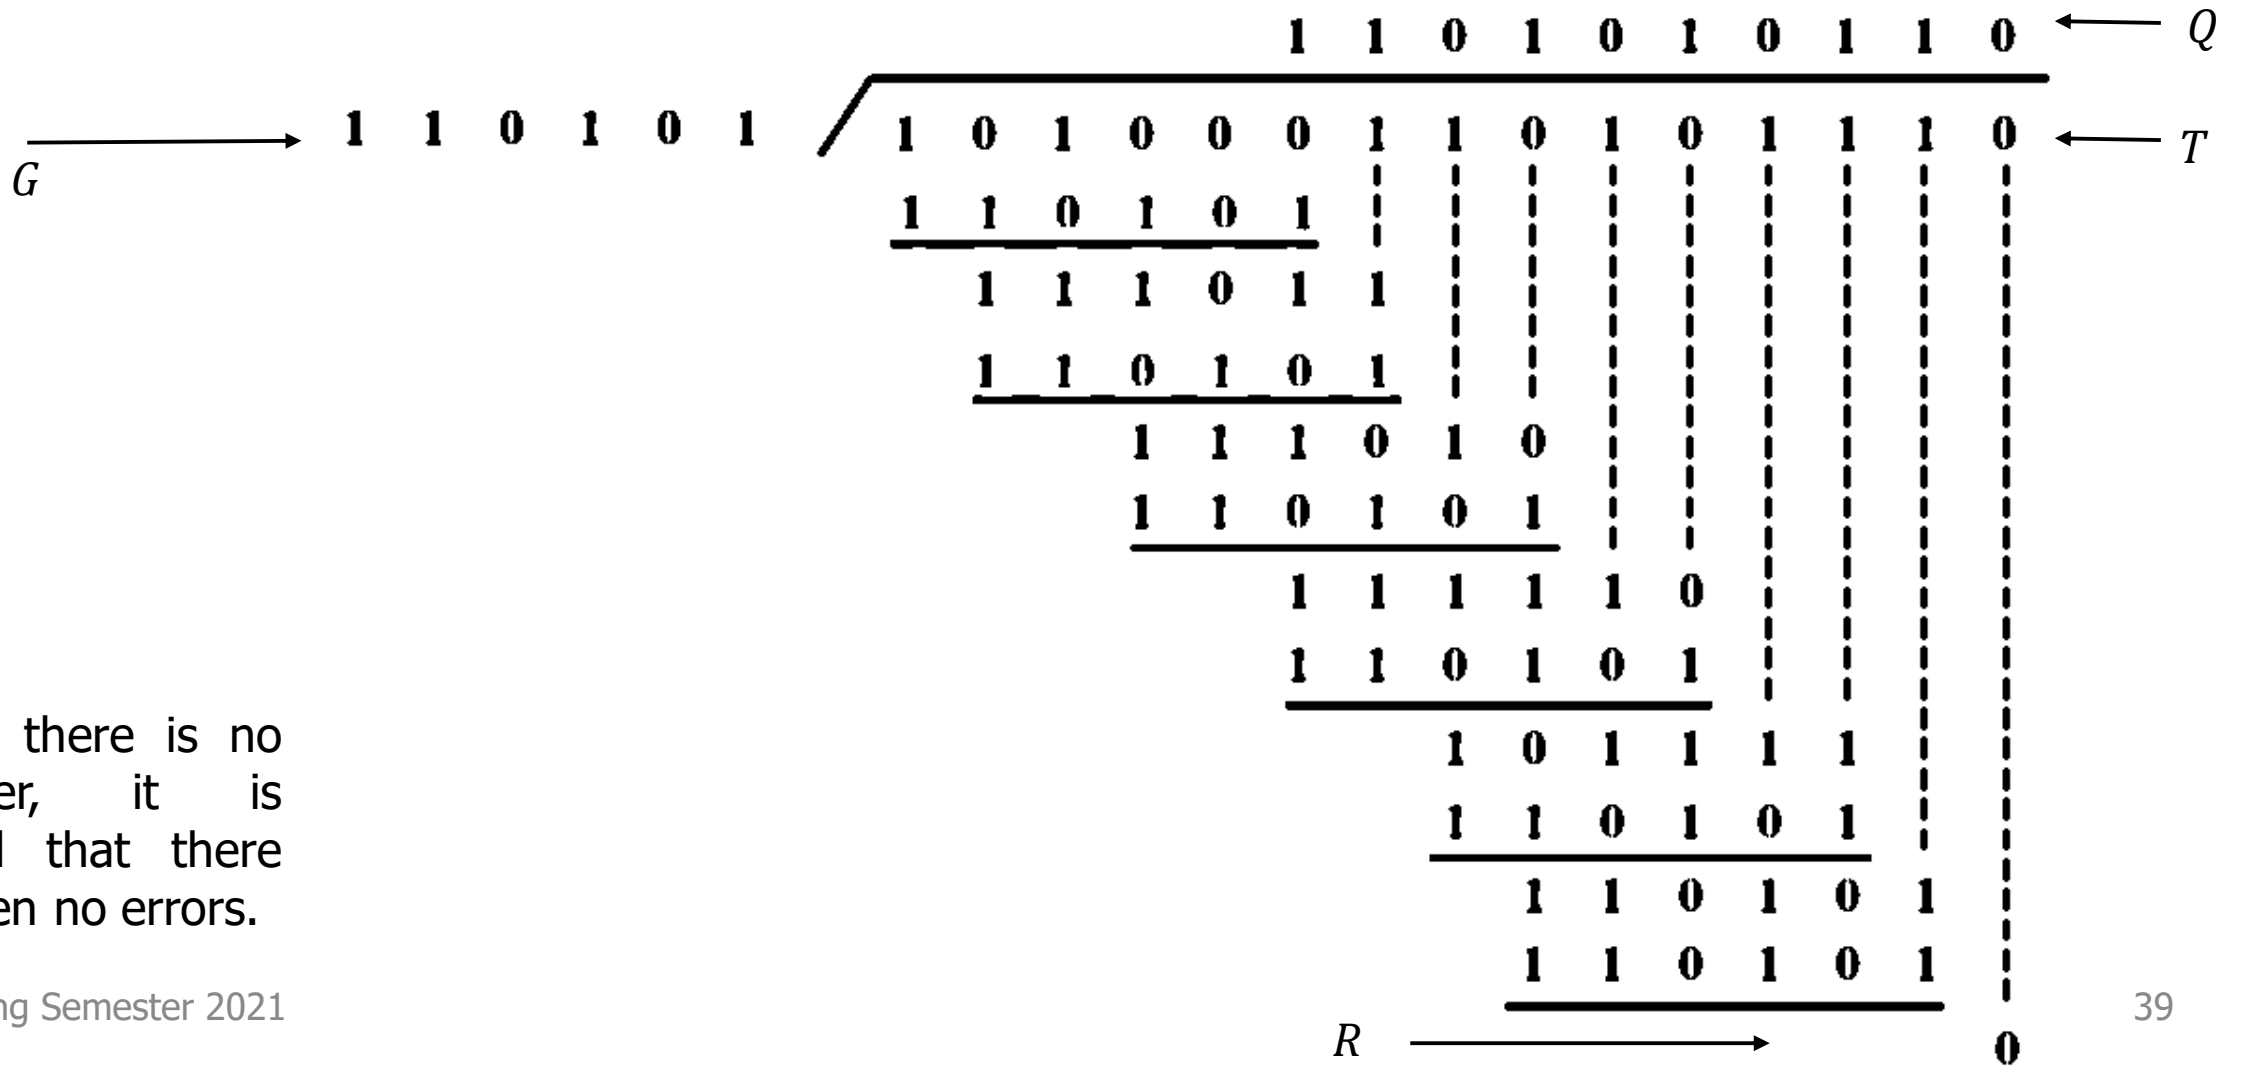 1 1 0 1 0 1 0 1 1 0 Q
G 1 1 0 1 0 1 1 0 1 0 0 0 1 1 0 1 0 1 1 1 0 T
1 1 0 1 0 1
1 1 1 0 1 1
1 1 0 1 0 1
1 1 1 0 1 0
1 1 0 1 0 1
1 1 1 1 1 0
1 1 0 1 0 1
1 0 1 1 1 1
1 1 0 1 0 1
1 1 0 1 0 1
1 1 0 1 0 1
R 0
there is no
er, it is
that there
en no errors.
ng Semester 2021
39